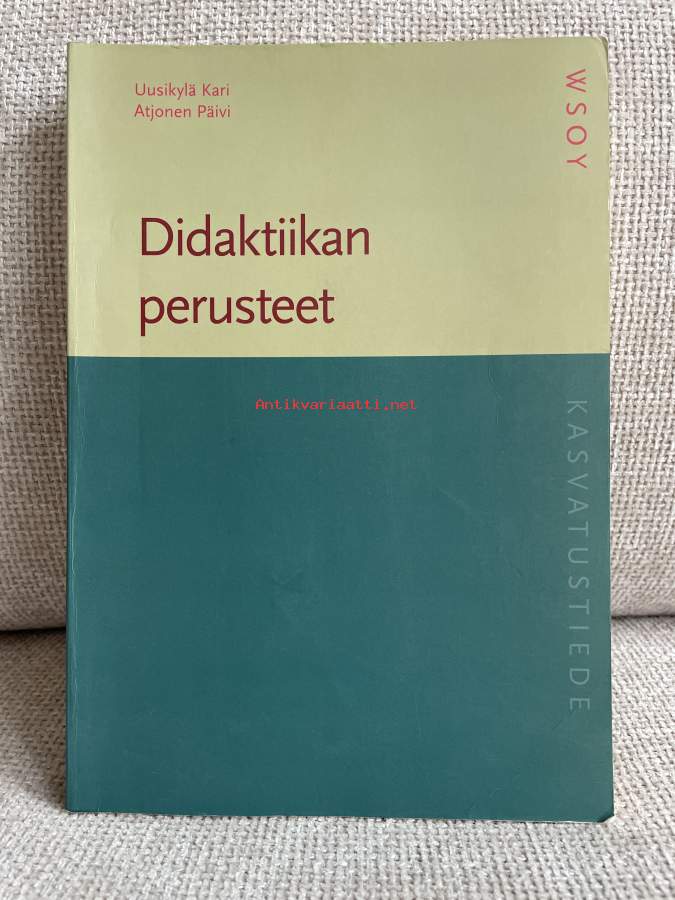 Uusikylä Kari
Atjonen Päivi
WSOY
Didaktiikan
perusteet
Antikvariaatti.net
KASVATUSTIEDE